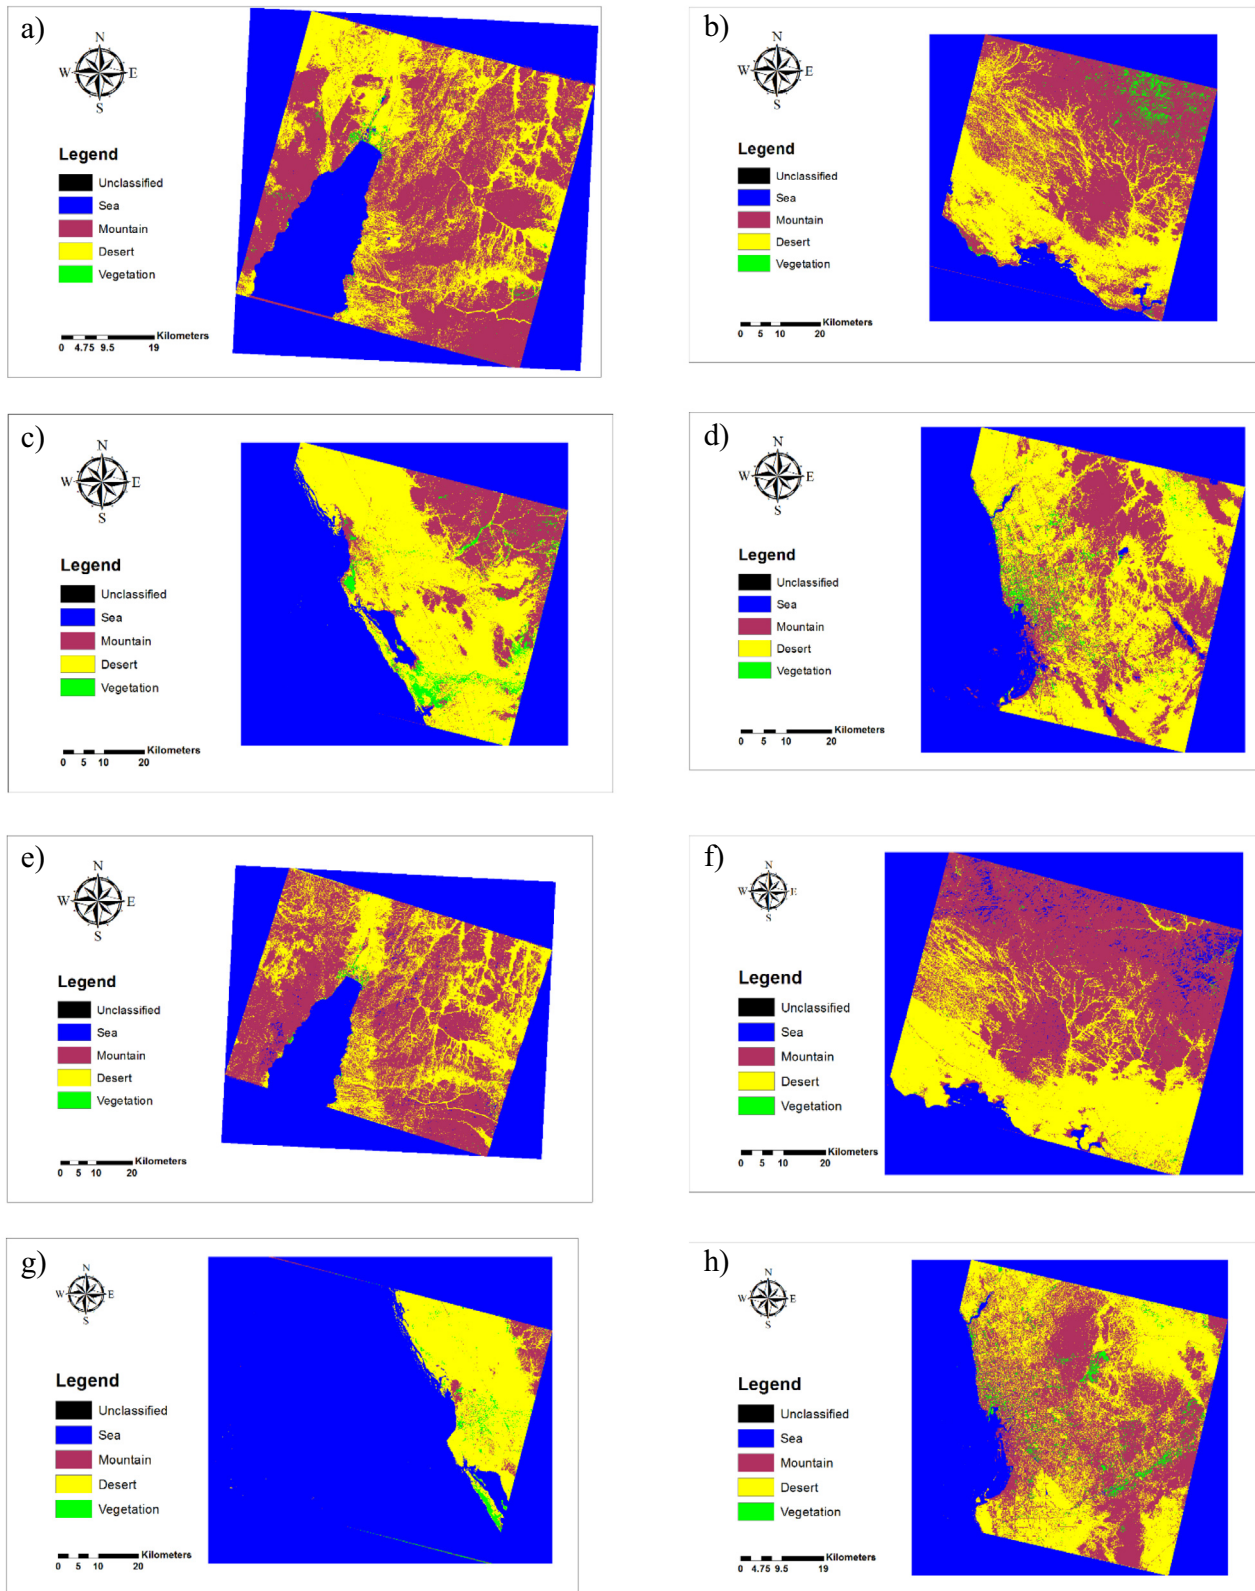 a)
N
W E
S
Legend
Unclassified
Sea
Mountain
Desert
Vegetation
Kilometers
0 4.75 9.5 19
b)
N
W E
S
Legend
Unclassified
Sea
Mountain
Desert
Vegetation
Kilometers
0 5 10 20
c)
N
W E
S
Legend
Unclassified
Sea
Mountain
Desert
Vegetation
Kilometers
0 5 10 20
d)
N
W E
S
Legend
Unclassified
Sea
Mountain
Desert
Vegetation
Kilometers
0 5 10 20
e)
N
W E
S
Legend
Unclassified
Sea
Mountain
Desert
Vegetation
Kilometers
0 5 10 20
f)
N
W E
S
Legend
Unclassified
Sea
Mountain
Desert
Vegetation
Kilometers
0 5 10 20
g)
N
W E
S
Legend
Unclassified
Sea
Mountain
Desert
Vegetation
Kilometers
0 5 10 20
h)
N
W E
S
Legend
Unclassified
Sea
Mountain
Desert
Vegetation
Kilometers
0 4.75 9.5 19